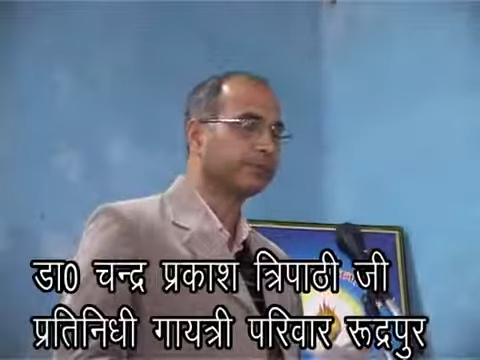 डा0 चन्द्र प्रकाश त्रिपाठी जी
प्रतिनिधी गायत्री परिवार रूद्रपुर